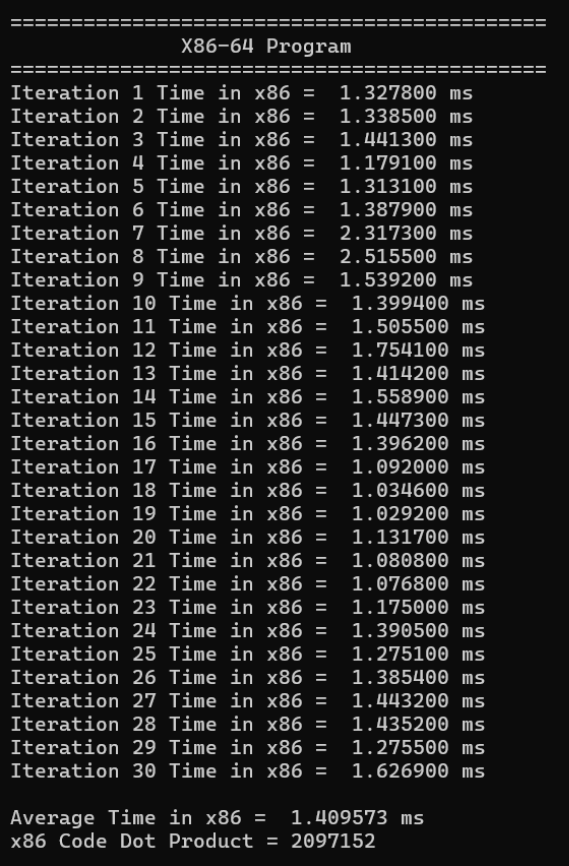 ============================================
X86-64 Program
============================================
Iteration 1 Time in x86 =  1.327800 ms
Iteration 2 Time in x86 =  1.338500 ms
Iteration 3 Time in x86 =  1.441300 ms
Iteration 4 Time in x86 =  1.179100 ms
Iteration 5 Time in x86 =  1.313100 ms
Iteration 6 Time in x86 =  1.387900 ms
Iteration 7 Time in x86 =  2.317300 ms
Iteration 8 Time in x86 =  2.515500 ms
Iteration 9 Time in x86 =  1.539200 ms
Iteration 10 Time in x86 =  1.399400 ms
Iteration 11 Time in x86 =  1.505500 ms
Iteration 12 Time in x86 =  1.754100 ms
Iteration 13 Time in x86 =  1.414200 ms
Iteration 14 Time in x86 =  1.558900 ms
Iteration 15 Time in x86 =  1.447300 ms
Iteration 16 Time in x86 =  1.396200 ms
Iteration 17 Time in x86 =  1.092000 ms
Iteration 18 Time in x86 =  1.034600 ms
Iteration 19 Time in x86 =  1.029200 ms
Iteration 20 Time in x86 =  1.131700 ms
Iteration 21 Time in x86 =  1.080800 ms
Iteration 22 Time in x86 =  1.076800 ms
Iteration 23 Time in x86 =  1.175000 ms
Iteration 24 Time in x86 =  1.390500 ms
Iteration 25 Time in x86 =  1.275100 ms
Iteration 26 Time in x86 =  1.385400 ms
Iteration 27 Time in x86 =  1.443200 ms
Iteration 28 Time in x86 =  1.435200 ms
Iteration 29 Time in x86 =  1.275500 ms
Iteration 30 Time in x86 =  1.626900 ms

Average Time in x86 =  1.409573 ms
x86 Code Dot Product = 2097152